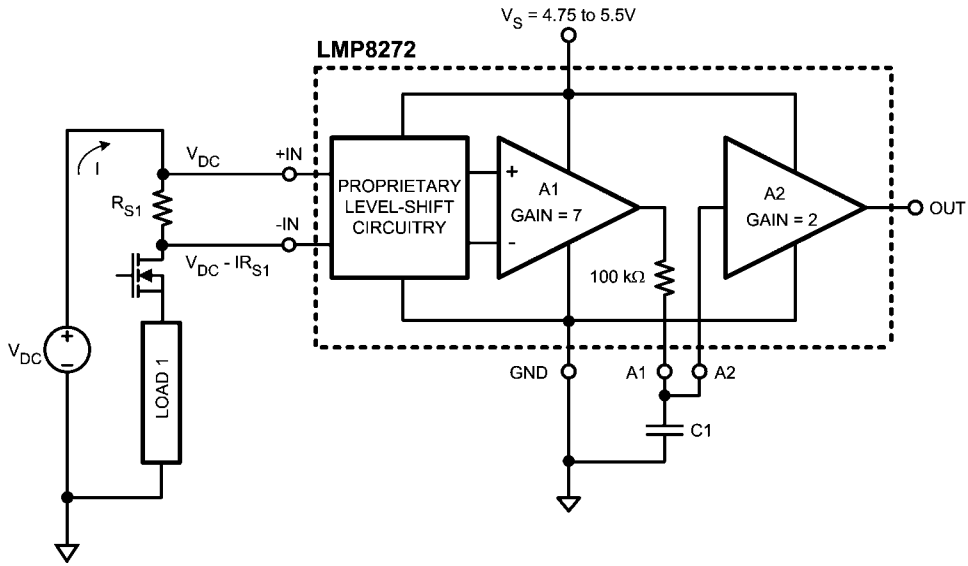 V_S = 4.75 to 5.5V
LMP8272
I
V_DC
+IN
R_S1
-IN
V_DC - IR_S1
PROPRIETARY
LEVEL-SHIFT
CIRCUITRY
+
-
A1
GAIN = 7
A2
GAIN = 2
OUT
100 kΩ
V_DC
+
−
LOAD 1
GND
A1
A2
C1